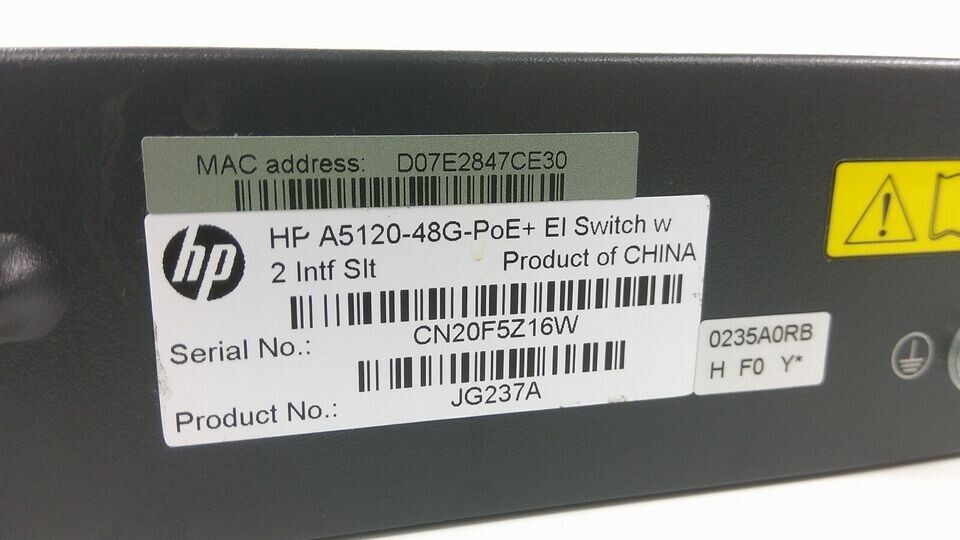 MAC address: D07E2847CE30
hp
HP A5120-48G-PoE+ EI Switch w
2 Intf Slt Product of CHINA
Serial No.: CN20F5Z16W
Product No.: JG237A
0235A0RB
H F0 Y*